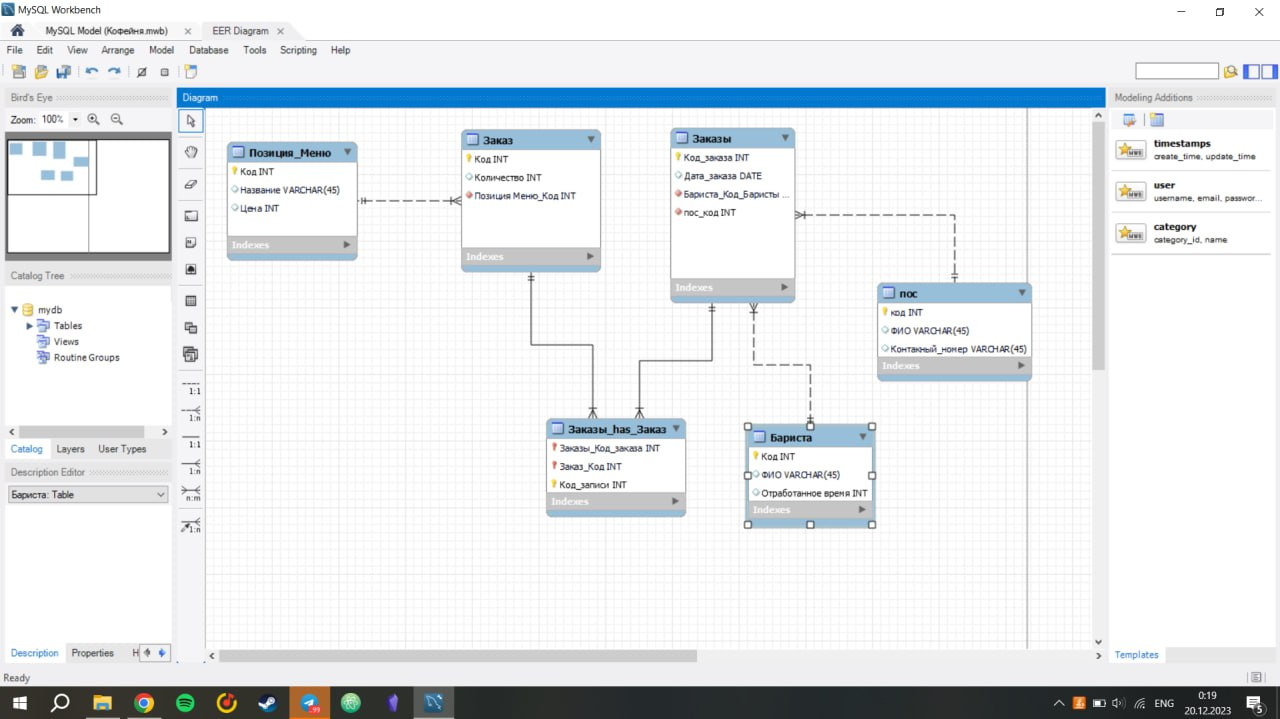 MySQL Workbench
MySQL Model (Кофейня.mwb) × EER Diagram ×
File Edit View Arrange Model Database Tools Scripting Help
Bird's Eye
Zoom: 100%
Diagram
Modeling Additions
timestamps
create_time, update_time
user
username, email, passwor...
category
category_id, name
Templates
Позиция_Меню
Код INT
Название VARCHAR(45)
Цена INT
Indexes
Заказ
Код INT
Количество INT
Позиция Меню_Код INT
Indexes
Заказы
Код_заказа INT
Дата_заказа DATE
Бариста_Код_Баристы ...
пос_код INT
Indexes
пос
код INT
ФИО VARCHAR(45)
Контакный_номер VARCHAR(45)
Indexes
Заказы_has_Заказ
Заказы_Код_заказа INT
Заказ_Код INT
Код_записи INT
Indexes
Бариста
Код INT
ФИО VARCHAR(45)
Отработанное время INT
Indexes
1:1
1:n
1:1
1:n
n:m
1:n
Catalog Tree
mydb
Tables
Views
Routine Groups
Catalog Layers User Types
Description Editor
Бариста: Table
Description Properties H
Ready
99
ENG
0:19
20.12.2023
5